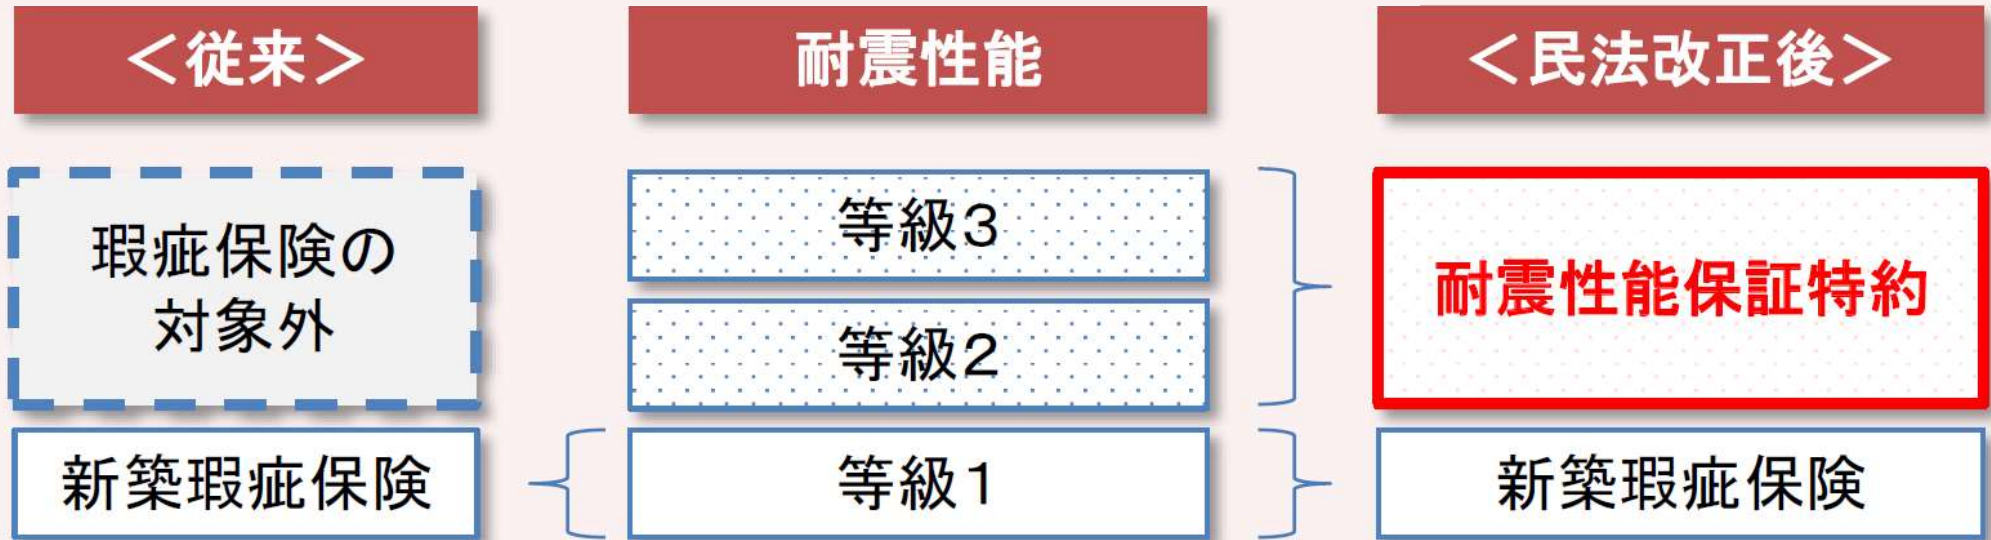 ＜従来＞
耐震性能
＜民法改正後＞
瑕疵保険の
対象外
等級３
等級２
耐震性能保証特約
新築瑕疵保険
等級１
新築瑕疵保険